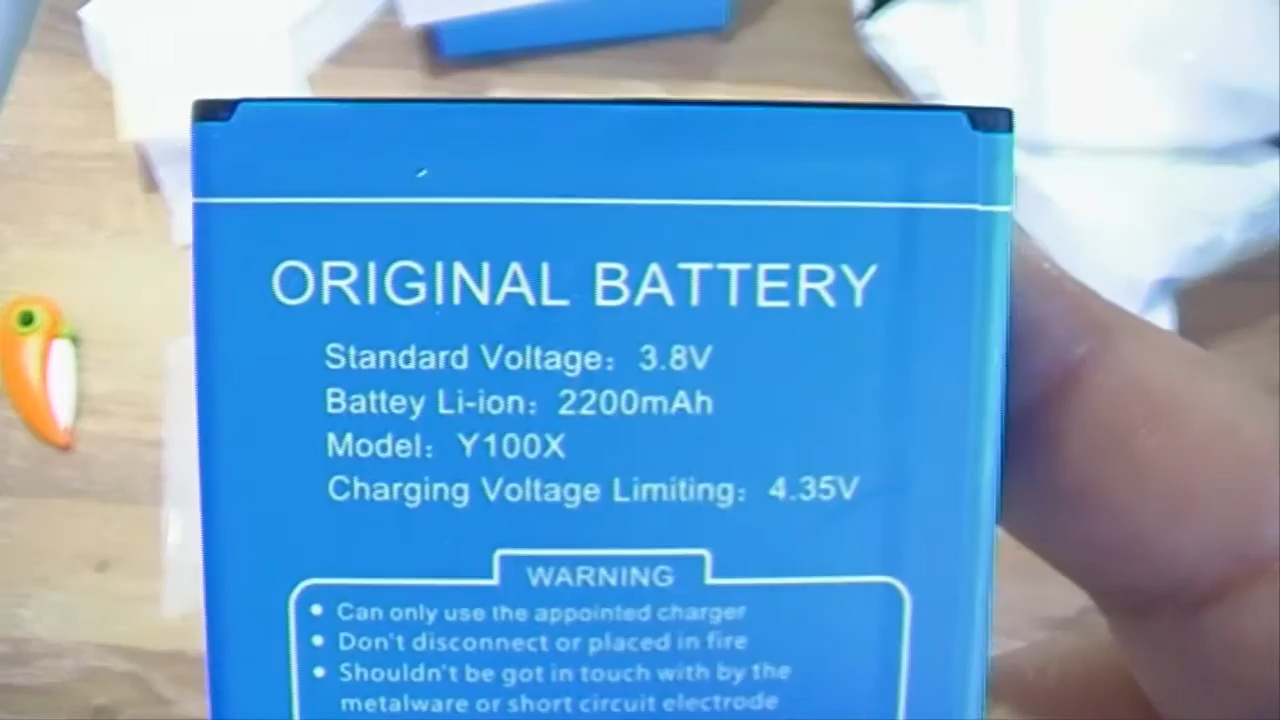 ORIGINAL BATTERY
Standard Voltage: 3.8V
Battey Li-ion: 2200mAh
Model: Y100X
Charging Voltage Limiting: 4.35V
WARNING
• Can only use the appointed charger
• Don't disconnect or placed in fire
• Shouldn't be got in touch with by the
metalware or short circuit electrode